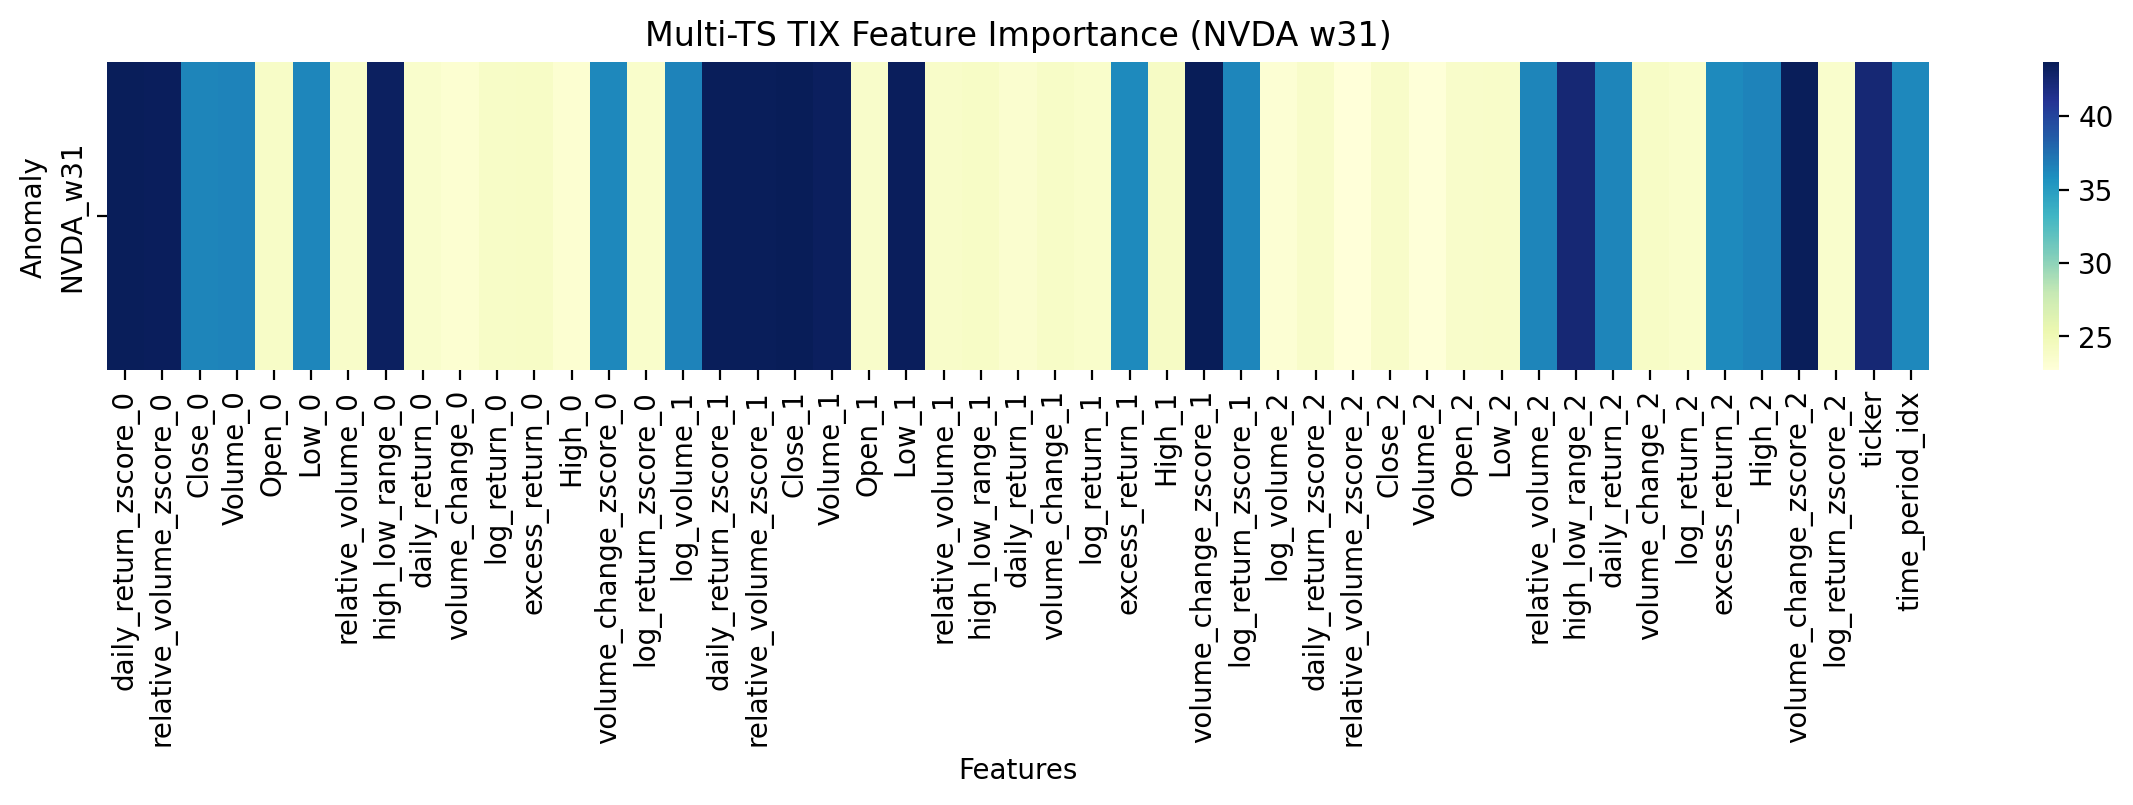 Multi-TS TIX Feature Importance (NVDA w31)
Anomaly
NVDA_w31
40
35
30
25
daily_return_zscore_0
relative_volume_zscore_0
Close_0
Volume_0
Open_0
Low_0
relative_volume_0
high_low_range_0
daily_return_0
volume_change_0
log_return_0
excess_return_0
High_0
volume_change_zscore_0
log_return_zscore_0
log_volume_1
daily_return_zscore_1
relative_volume_zscore_1
Close_1
Volume_1
Open_1
Low_1
relative_volume_1
high_low_range_1
daily_return_1
volume_change_1
log_return_1
excess_return_1
High_1
volume_change_zscore_1
log_return_zscore_1
log_volume_2
daily_return_zscore_2
relative_volume_zscore_2
Close_2
Volume_2
Open_2
Low_2
relative_volume_2
high_low_range_2
daily_return_2
volume_change_2
log_return_2
excess_return_2
High_2
volume_change_zscore_2
log_return_zscore_2
ticker
time_period_idx
Features